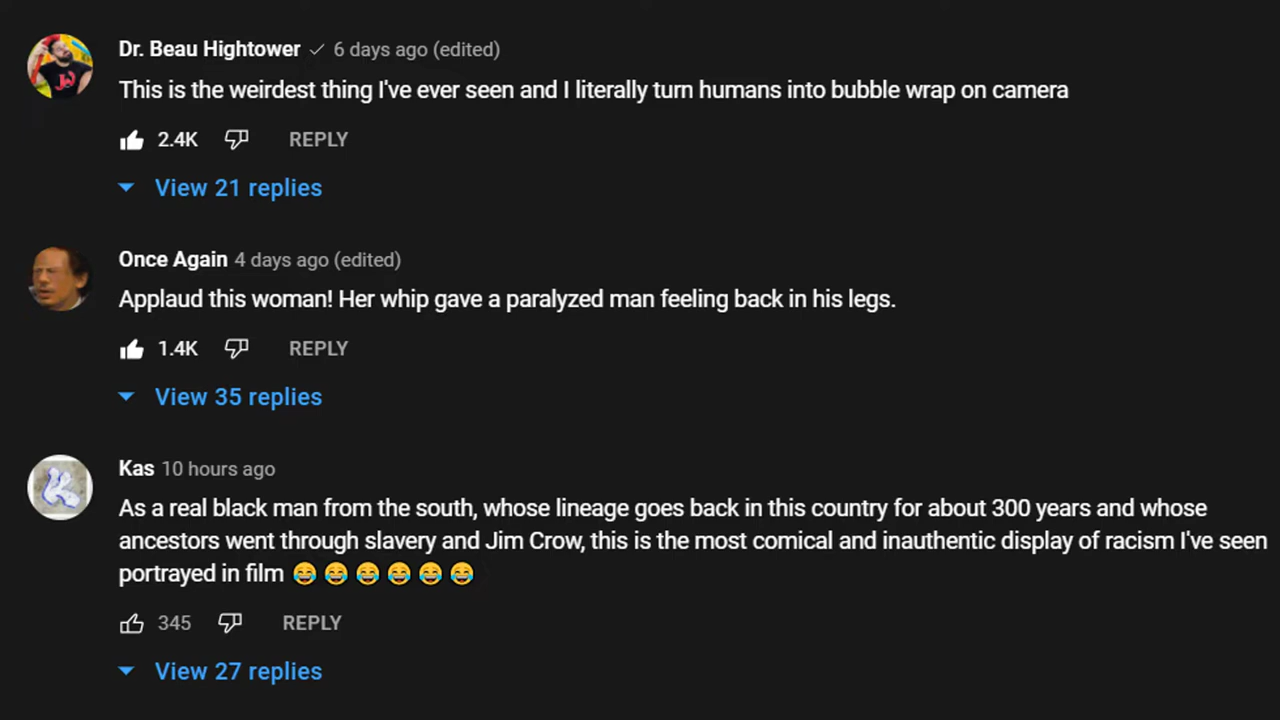 Dr. Beau Hightower 6 days ago (edited)
This is the weirdest thing I've ever seen and I literally turn humans into bubble wrap on camera
2.4K REPLY
View 21 replies
Once Again 4 days ago (edited)
Applaud this woman! Her whip gave a paralyzed man feeling back in his legs.
1.4K REPLY
View 35 replies
Kas 10 hours ago
As a real black man from the south, whose lineage goes back in this country for about 300 years and whose
ancestors went through slavery and Jim Crow, this is the most comical and inauthentic display of racism I've seen
portrayed in film 😂😂😂😂😂😂
345 REPLY
View 27 replies